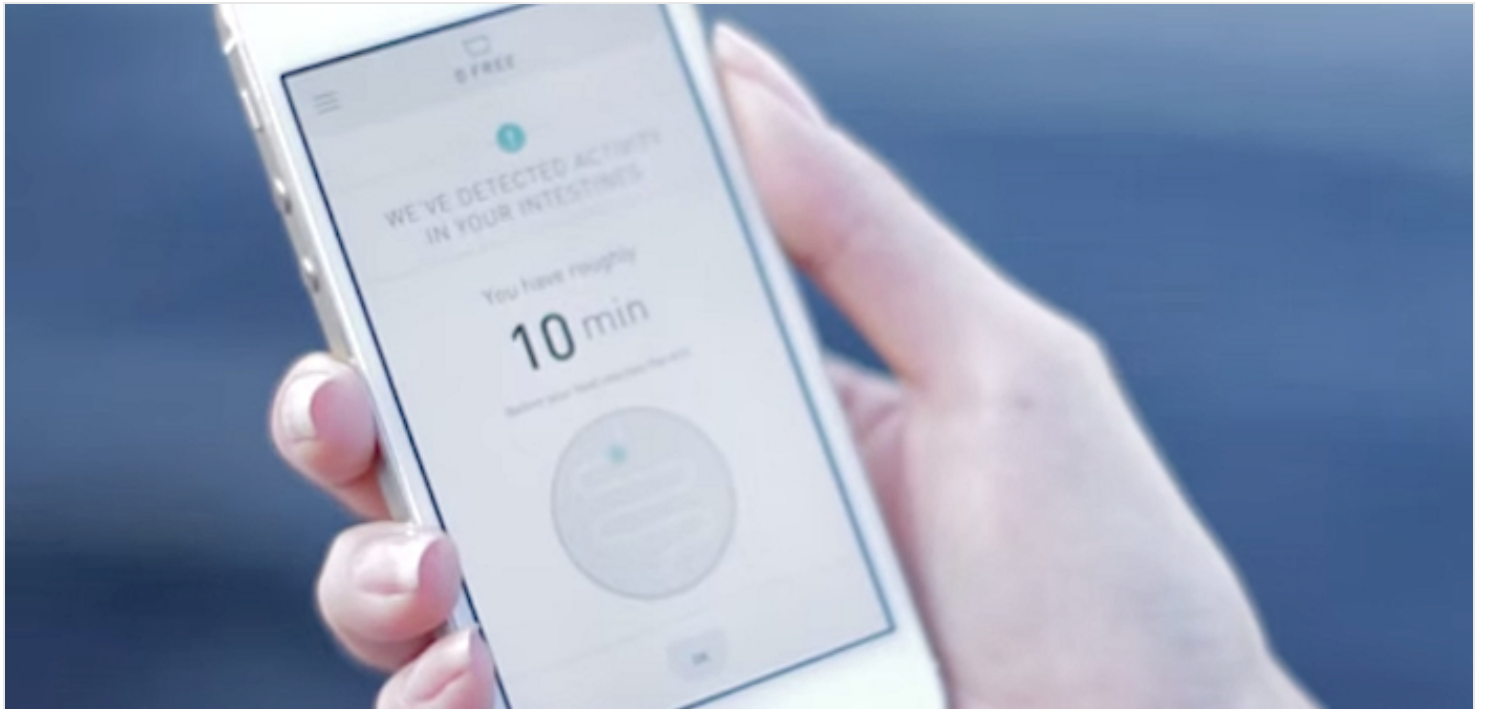 D FREE
WE'VE DETECTED ACTIVITY
IN YOUR INTESTINES
You have roughly
10 min
OK